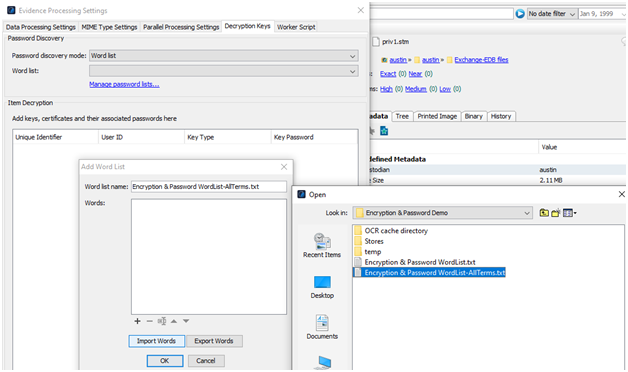 Evidence Processing Settings
Data Processing Settings MIME Type Settings Parallel Processing Settings Decryption Keys Worker Script
Password Discovery
Password discovery mode: Word list
Word list:
Manage password lists...
Item Decryption
Add keys, certificates and their associated passwords here
Unique Identifier User ID Key Type Key Password
No date filter Jan 9, 1999
priv1.stm
austin » austin » Exchange-EDB files
Exact (0) Near (0)
High (0) Medium (0) Low (0)
adata Tree Printed Image Binary History
Value
defined Metadata
stodian austin
Size 2.11 MB
Add Word List
Word list name: Encryption & Password WordList-AllTerms.txt
Words:
Import Words Export Words
OK Cancel
Open
Look in: Encryption & Password Demo
Recent Items
Desktop
Documents
OCR cache directory
Stores
temp
Encryption & Password WordList.txt
Encryption & Password WordList-AllTerms.txt